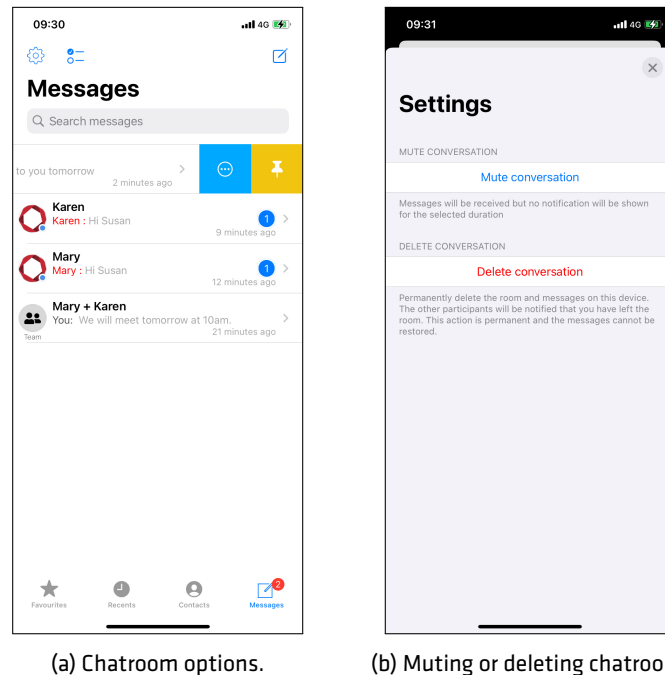 09:30
4G
Messages
Search messages
to you tomorrow
2 minutes ago
Karen
Karen : Hi Susan
1
9 minutes ago
Mary
Mary : Hi Susan
1
12 minutes ago
Mary + Karen
You: We will meet tomorrow at 10am.
21 minutes ago
Team
2
Favourites
Recents
Contacts
Messages
(a) Chatroom options.
09:31
4G
Settings
MUTE CONVERSATION
Mute conversation
Messages will be received but no notification will be shown
for the selected duration
DELETE CONVERSATION
Delete conversation
Permanently delete the room and messages on this device.
The other participants will be notified that you have left the
room. This action is permanent and the messages cannot be
restored.
(b) Muting or deleting chatroo